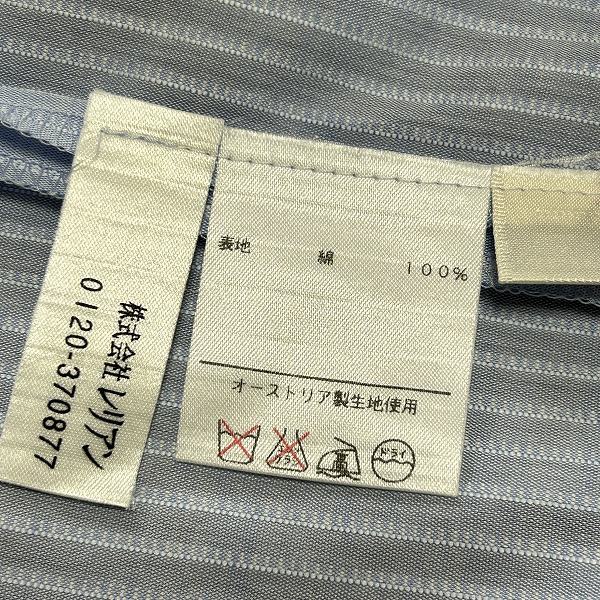 株式会社レリアン
0120-370877
表地 綿 100%
オーストリア製生地使用
高
ドライ